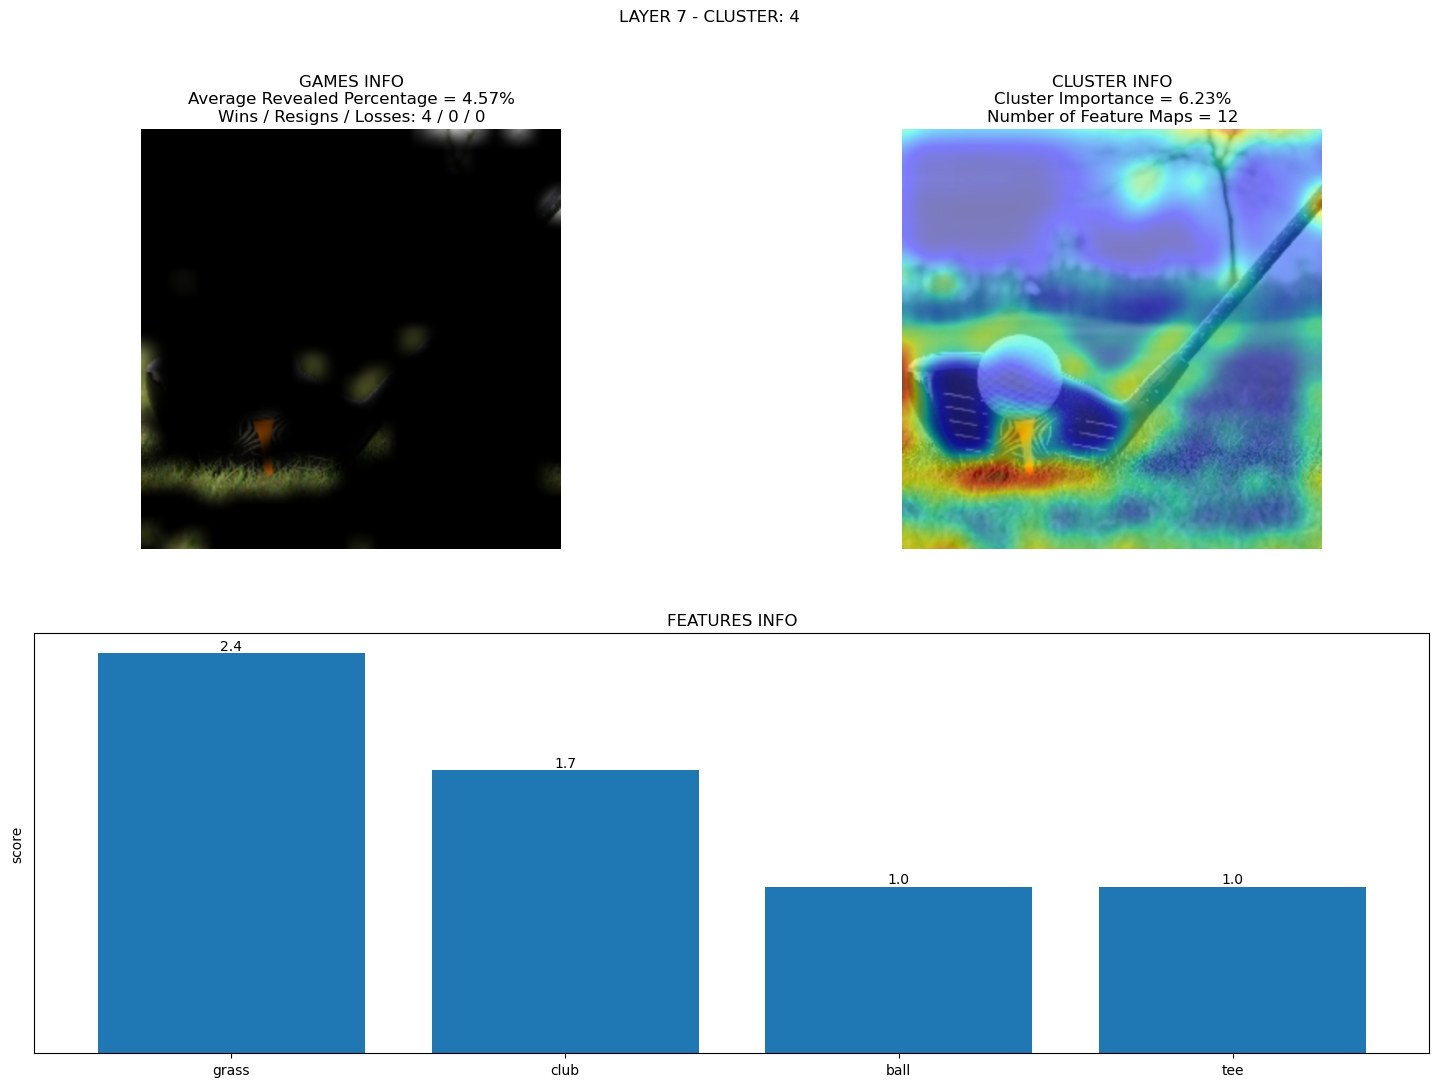 LAYER 7 - CLUSTER: 4
GAMES INFO
Average Revealed Percentage = 4.57%
Wins / Resigns / Losses: 4 / 0 / 0
CLUSTER INFO
Cluster Importance = 6.23%
Number of Feature Maps = 12
FEATURES INFO
score
2.4
1.7
1.0
1.0
grass
club
ball
tee